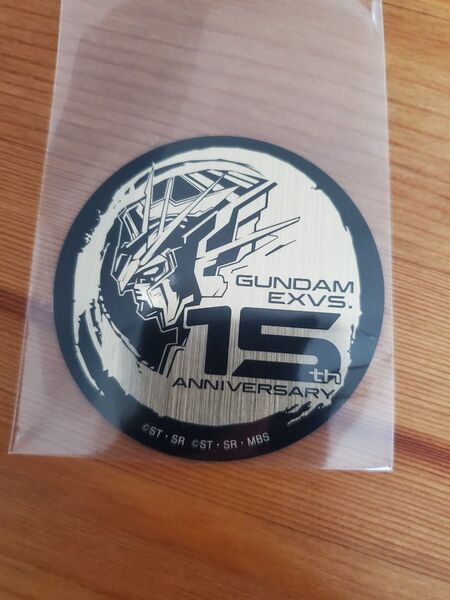 GUNDAM
EXVS.
15th
ANNIVERSARY
©ST・SR ©ST・SR・MBS